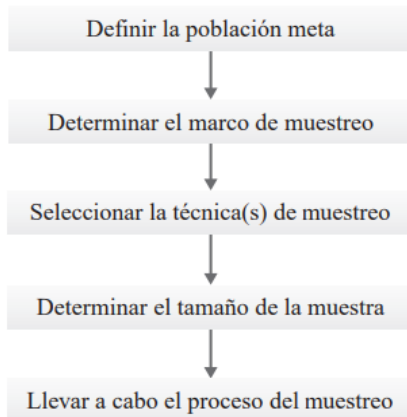 Definir la población meta
Determinar el marco de muestreo
Seleccionar la técnica(s) de muestreo
Determinar el tamaño de la muestra
Llevar a cabo el proceso del muestreo